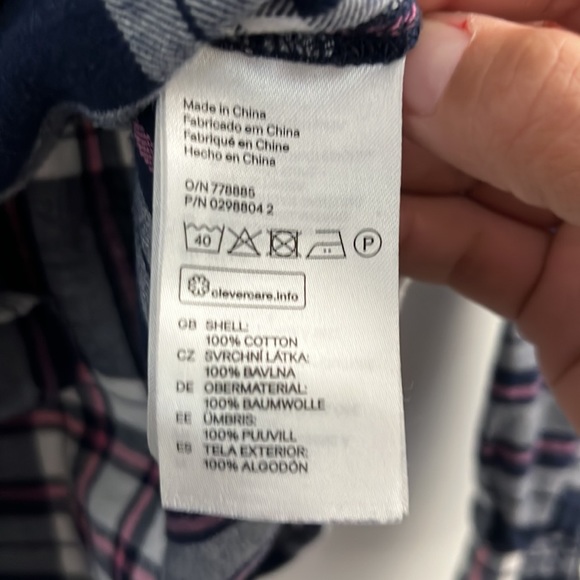 Made in China
Fabricado em China
Fabriqué en Chine
Hecho en China
O/N 778885
P/N 0298804 2
40 P
clevercare.info
GB SHELL:
100% COTTON
CZ SVRCHNÍ LÁTKA:
100% BAVLNA
DE OBERMATERIAL:
100% BAUMWOLLE
EE ÜMBRIS:
100% PUUVILL
ES TELA EXTERIOR:
100% ALGODÓN